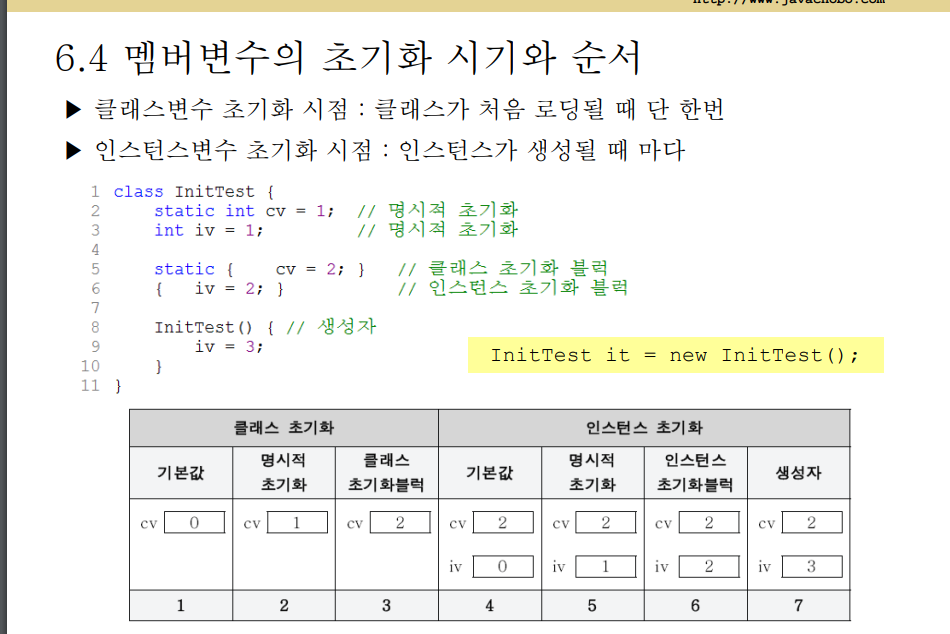 http://www.javachobo.com
6.4 멤버변수의 초기화 시기와 순서
▶ 클래스변수 초기화 시점 : 클래스가 처음 로딩될 때 단 한번
▶ 인스턴스변수 초기화 시점 : 인스턴스가 생성될 때 마다
1 class InitTest {
2     static int cv = 1;  // 명시적 초기화
3     int iv = 1;         // 명시적 초기화
4
5     static {    cv = 2; }   // 클래스 초기화 블럭
6     {   iv = 2; }           // 인스턴스 초기화 블럭
7
8     InitTest() { // 생성자
9         iv = 3;
10     }
11 }
InitTest it = new InitTest();
클래스 초기화 인스턴스 초기화
기본값 명시적 초기화 클래스 초기화블럭 기본값 명시적 초기화 인스턴스 초기화블럭 생성자
cv 0 cv 1 cv 2 cv 2 cv 2 cv 2 cv 2
iv 0 iv 1 iv 2 iv 3
1 2 3 4 5 6 7